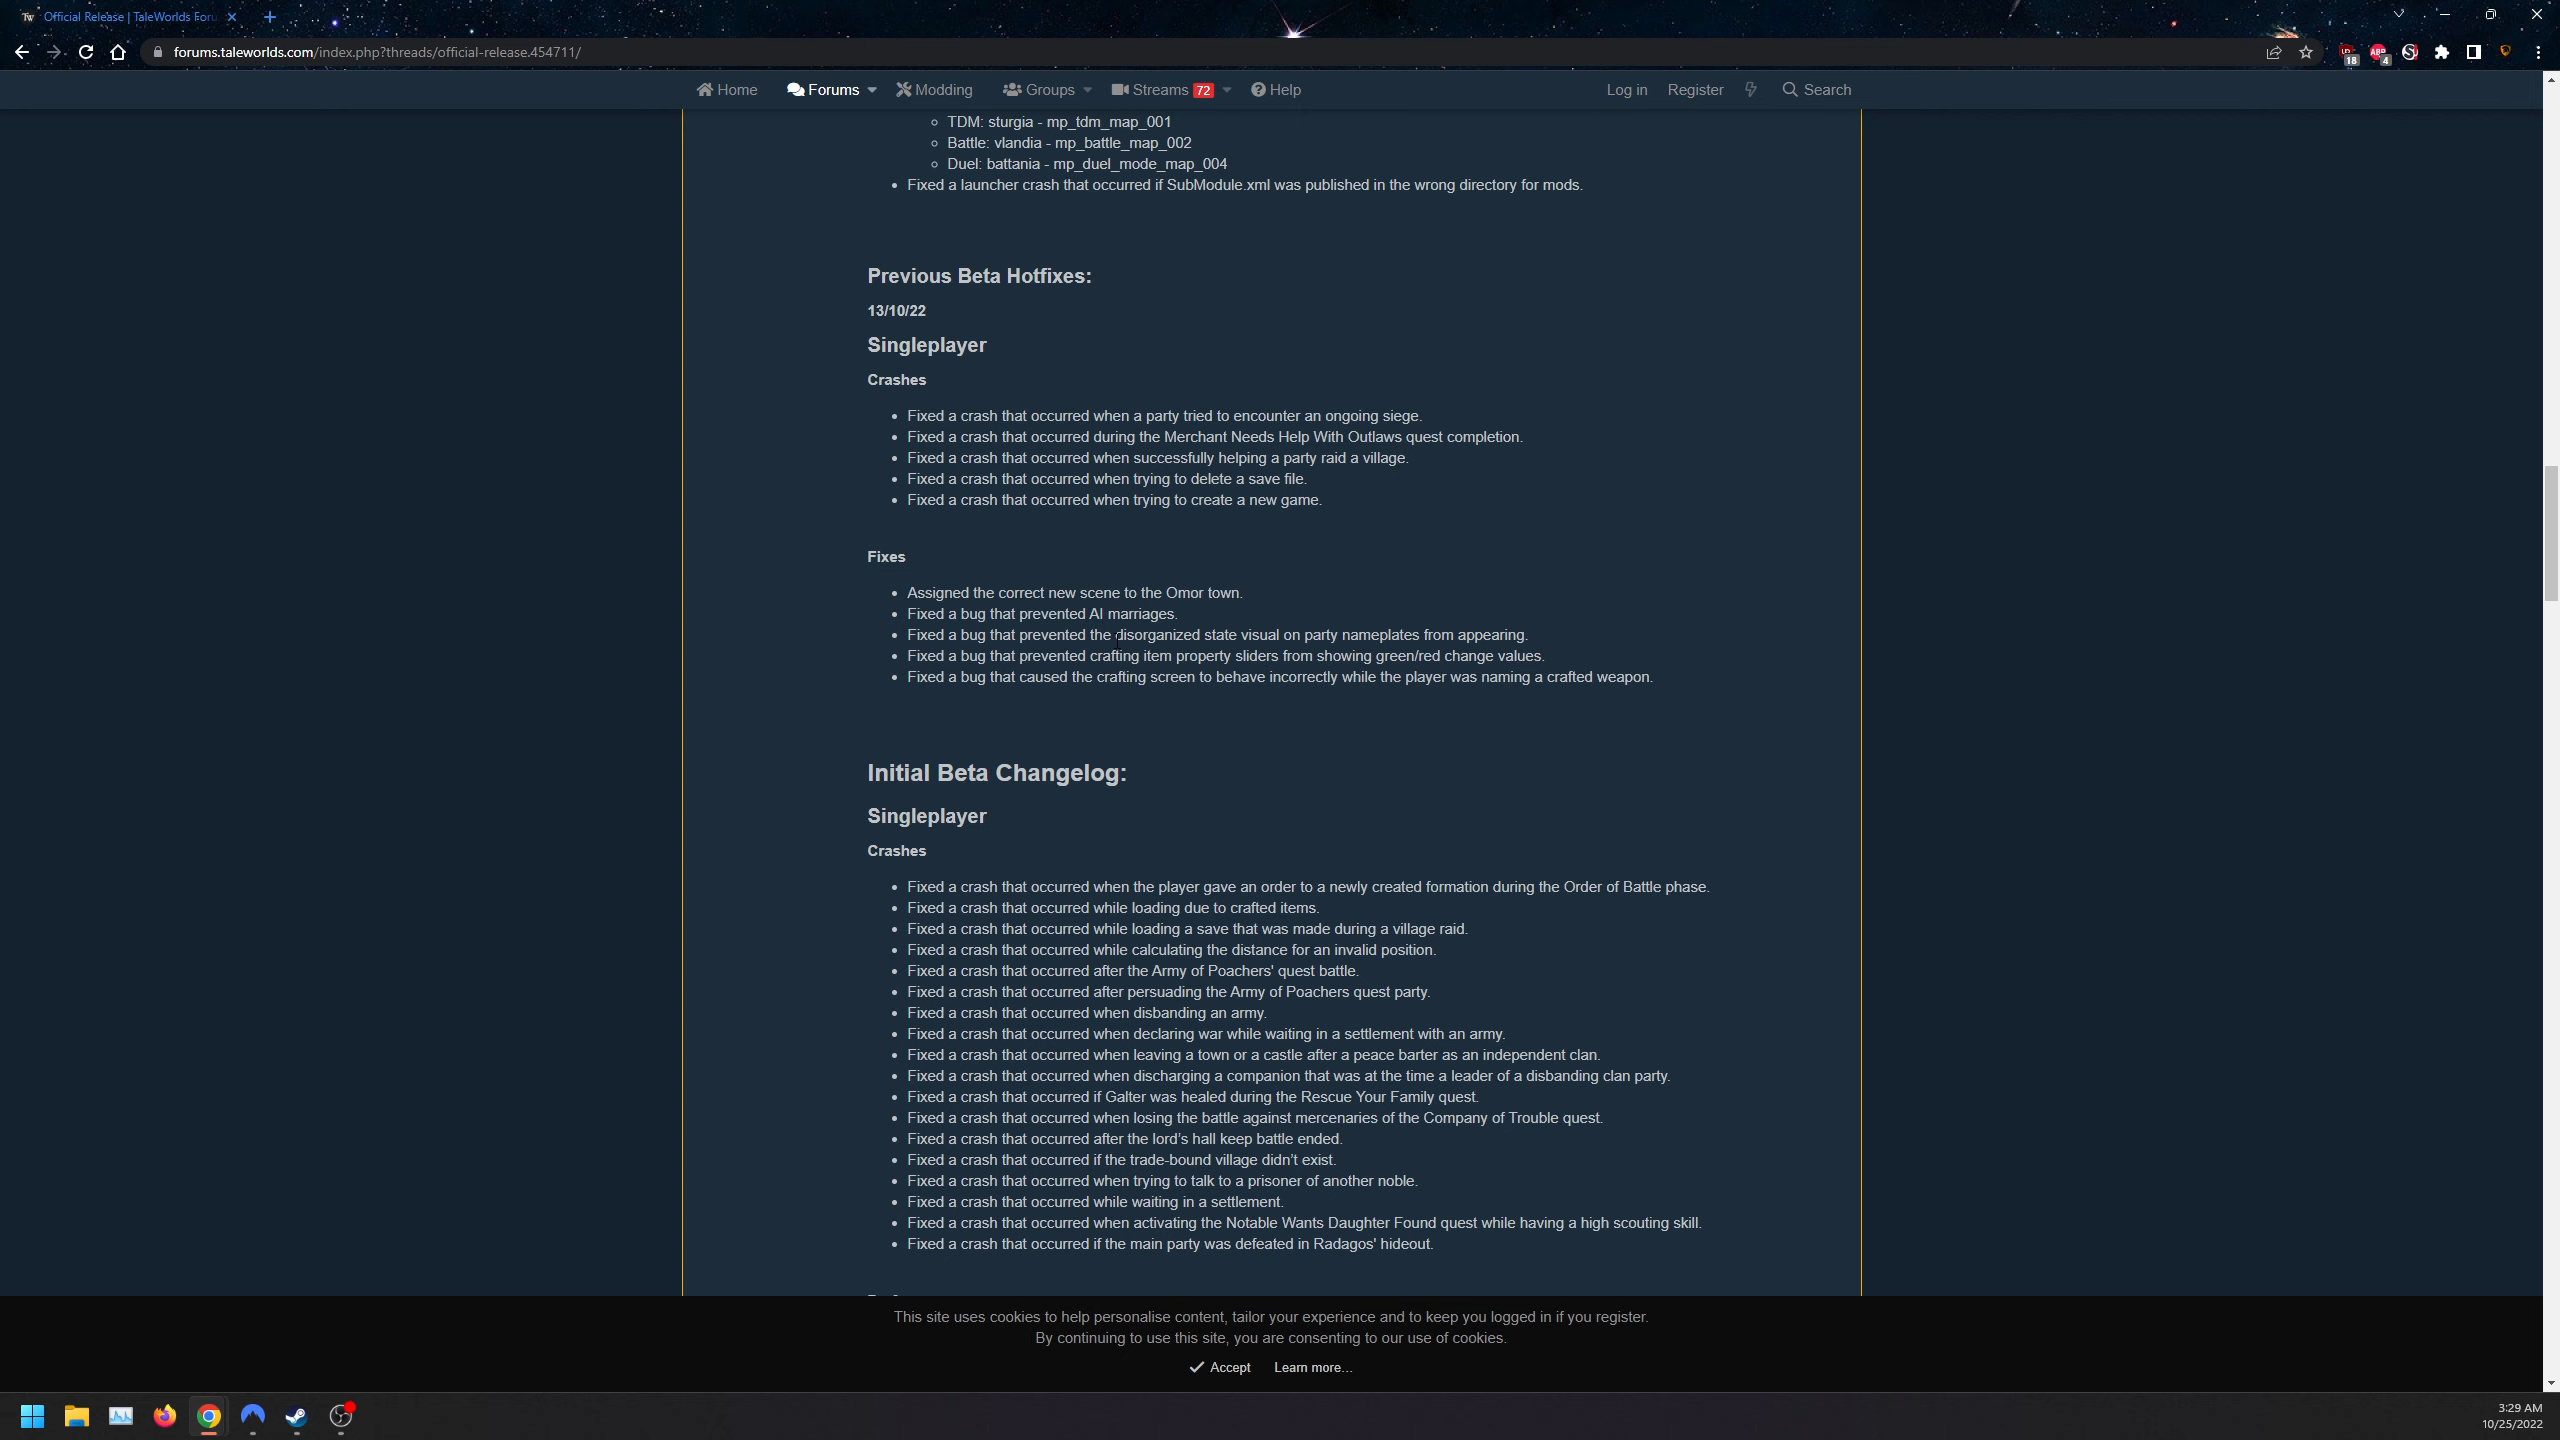 Official Release | TaleWorlds Foru
forums.taleworlds.com/index.php?threads/official-release.454711/
18
ABP
4
Home
Forums
Modding
Groups
Streams 72
Help
Log in
Register
Search
TDM: sturgia - mp_tdm_map_001
Battle: vlandia - mp_battle_map_002
Duel: battania - mp_duel_mode_map_004
Fixed a launcher crash that occurred if SubModule.xml was published in the wrong directory for mods.
Previous Beta Hotfixes:
13/10/22
Singleplayer
Crashes
Fixed a crash that occurred when a party tried to encounter an ongoing siege.
Fixed a crash that occurred during the Merchant Needs Help With Outlaws quest completion.
Fixed a crash that occurred when successfully helping a party raid a village.
Fixed a crash that occurred when trying to delete a save file.
Fixed a crash that occurred when trying to create a new game.
Fixes
Assigned the correct new scene to the Omor town.
Fixed a bug that prevented AI marriages.
Fixed a bug that prevented the disorganized state visual on party nameplates from appearing.
Fixed a bug that prevented crafting item property sliders from showing green/red change values.
Fixed a bug that caused the crafting screen to behave incorrectly while the player was naming a crafted weapon.
Initial Beta Changelog:
Singleplayer
Crashes
Fixed a crash that occurred when the player gave an order to a newly created formation during the Order of Battle phase.
Fixed a crash that occurred while loading due to crafted items.
Fixed a crash that occurred while loading a save that was made during a village raid.
Fixed a crash that occurred while calculating the distance for an invalid position.
Fixed a crash that occurred after the Army of Poachers' quest battle.
Fixed a crash that occurred after persuading the Army of Poachers quest party.
Fixed a crash that occurred when disbanding an army.
Fixed a crash that occurred when declaring war while waiting in a settlement with an army.
Fixed a crash that occurred when leaving a town or a castle after a peace barter as an independent clan.
Fixed a crash that occurred when discharging a companion that was at the time a leader of a disbanding clan party.
Fixed a crash that occurred if Galter was healed during the Rescue Your Family quest.
Fixed a crash that occurred when losing the battle against mercenaries of the Company of Trouble quest.
Fixed a crash that occurred after the lord's hall keep battle ended.
Fixed a crash that occurred if the trade-bound village didn't exist.
Fixed a crash that occurred when trying to talk to a prisoner of another noble.
Fixed a crash that occurred while waiting in a settlement.
Fixed a crash that occurred when activating the Notable Wants Daughter Found quest while having a high scouting skill.
Fixed a crash that occurred if the main party was defeated in Radagos' hideout.
This site uses cookies to help personalise content, tailor your experience and to keep you logged in if you register.
By continuing to use this site, you are consenting to our use of cookies.
Accept
Learn more…
3:29 AM
10/25/2022